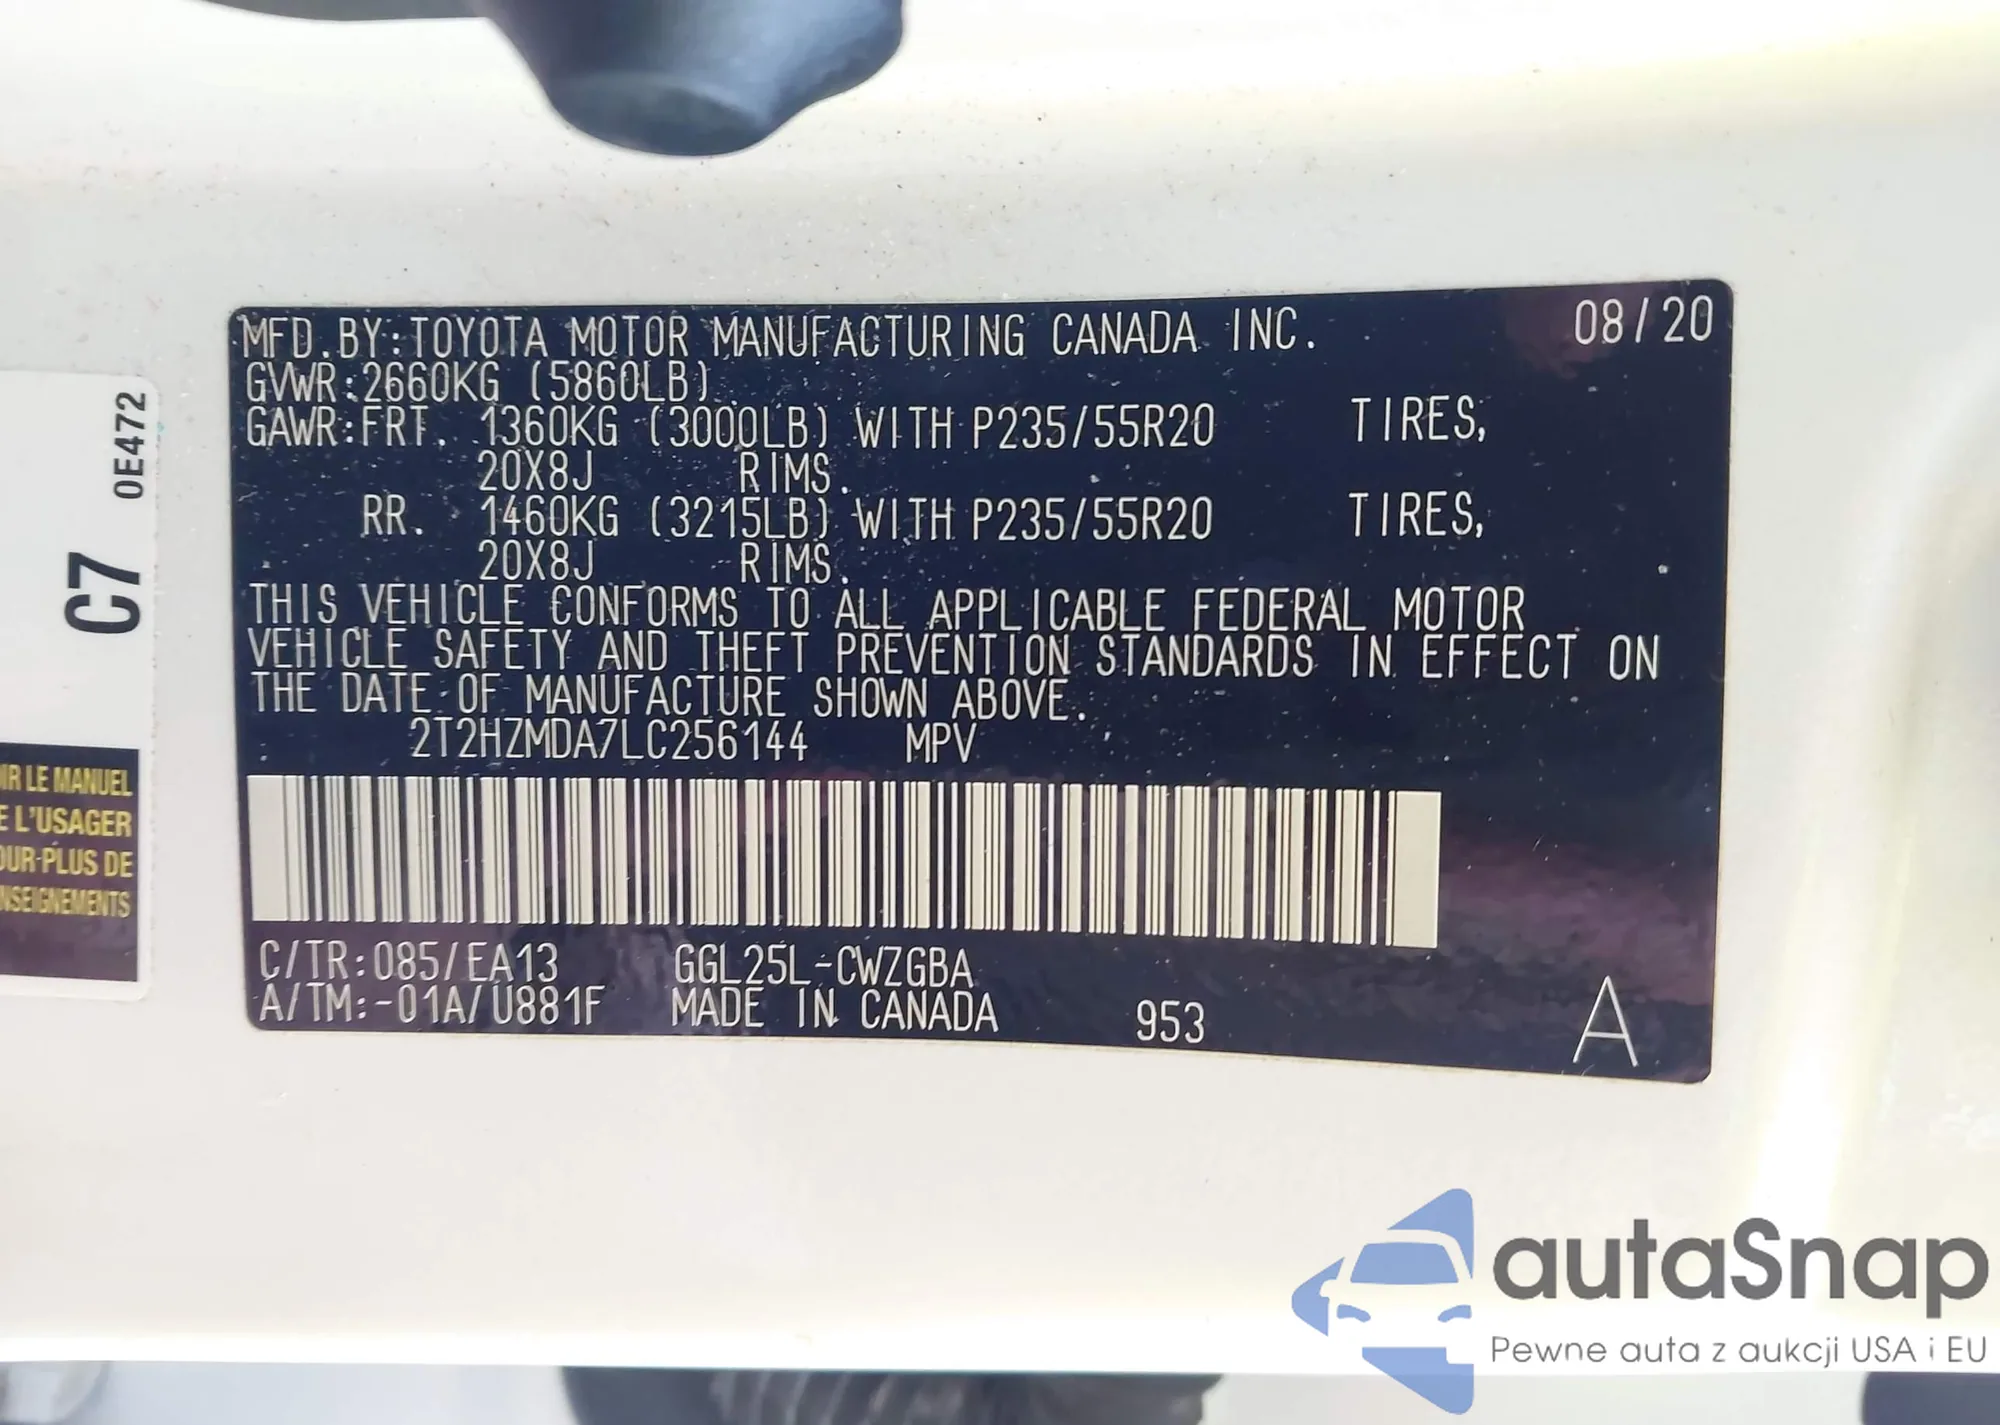 MFD.BY:TOYOTA MOTOR MANUFACTURING CANADA INC. 08/20
GVWR:2660KG (5860LB)
GAWR:FRT. 1360KG (3000LB) WITH P235/55R20 TIRES,
20X8J RIMS.
RR. 1460KG (3215LB) WITH P235/55R20 TIRES,
20X8J RIMS.
THIS VEHICLE CONFORMS TO ALL APPLICABLE FEDERAL MOTOR
VEHICLE SAFETY AND THEFT PREVENTION STANDARDS IN EFFECT ON
THE DATE OF MANUFACTURE SHOWN ABOVE.
2T2HZMDA7LC256144 MPV
C/TR:085/EA13 GGL25L-CWZGBA
A/TM:-01A/U881F MADE IN CANADA 953 A
0E472
C7
IR LE MANUEL
E L'USAGER
OUR PLUS DE
NSEIGNEMENTS
autaSnap
Pewne auta z aukcji USA i EU